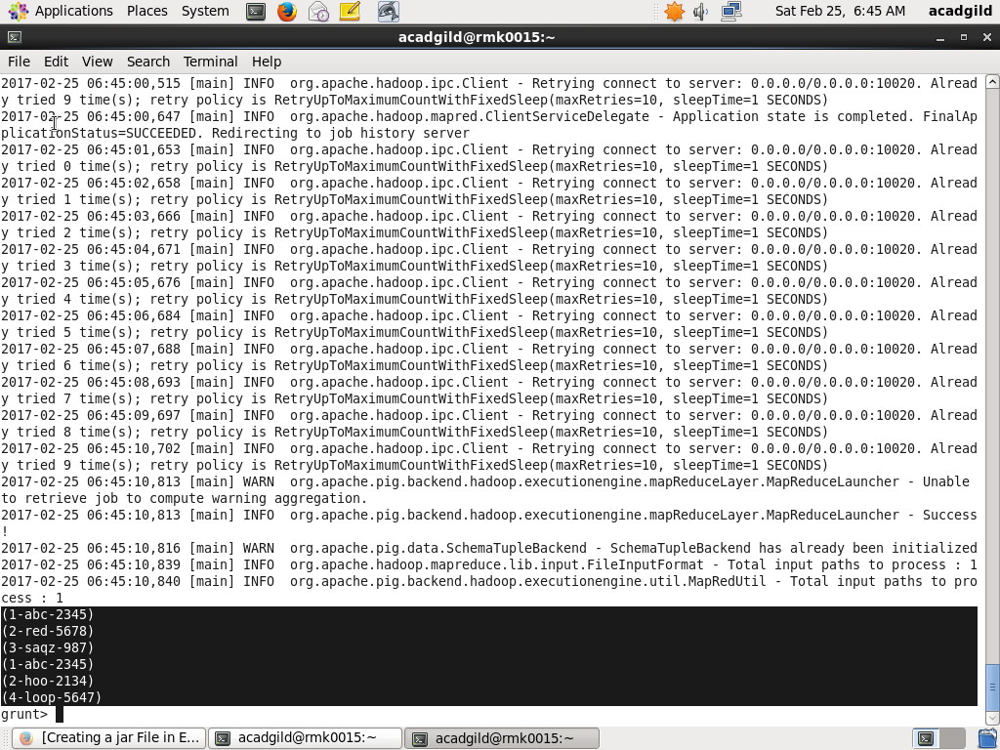 Applications Places System Sat Feb 25, 6:45 AM acadgild
acadgild@rmk0015:~
File Edit View Search Terminal Help
2017-02-25 06:45:00,515 [main] INFO  org.apache.hadoop.ipc.Client - Retrying connect to server: 0.0.0.0/0.0.0.0:10020. Alread
y tried 9 time(s); retry policy is RetryUpToMaximumCountWithFixedSleep(maxRetries=10, sleepTime=1 SECONDS)
2017-02-25 06:45:00,647 [main] INFO  org.apache.hadoop.mapred.ClientServiceDelegate - Application state is completed. FinalAp
plicationStatus=SUCCEEDED. Redirecting to job history server
2017-02-25 06:45:01,653 [main] INFO  org.apache.hadoop.ipc.Client - Retrying connect to server: 0.0.0.0/0.0.0.0:10020. Alread
y tried 0 time(s); retry policy is RetryUpToMaximumCountWithFixedSleep(maxRetries=10, sleepTime=1 SECONDS)
2017-02-25 06:45:02,658 [main] INFO  org.apache.hadoop.ipc.Client - Retrying connect to server: 0.0.0.0/0.0.0.0:10020. Alread
y tried 1 time(s); retry policy is RetryUpToMaximumCountWithFixedSleep(maxRetries=10, sleepTime=1 SECONDS)
2017-02-25 06:45:03,666 [main] INFO  org.apache.hadoop.ipc.Client - Retrying connect to server: 0.0.0.0/0.0.0.0:10020. Alread
y tried 2 time(s); retry policy is RetryUpToMaximumCountWithFixedSleep(maxRetries=10, sleepTime=1 SECONDS)
2017-02-25 06:45:04,671 [main] INFO  org.apache.hadoop.ipc.Client - Retrying connect to server: 0.0.0.0/0.0.0.0:10020. Alread
y tried 3 time(s); retry policy is RetryUpToMaximumCountWithFixedSleep(maxRetries=10, sleepTime=1 SECONDS)
2017-02-25 06:45:05,676 [main] INFO  org.apache.hadoop.ipc.Client - Retrying connect to server: 0.0.0.0/0.0.0.0:10020. Alread
y tried 4 time(s); retry policy is RetryUpToMaximumCountWithFixedSleep(maxRetries=10, sleepTime=1 SECONDS)
2017-02-25 06:45:06,684 [main] INFO  org.apache.hadoop.ipc.Client - Retrying connect to server: 0.0.0.0/0.0.0.0:10020. Alread
y tried 5 time(s); retry policy is RetryUpToMaximumCountWithFixedSleep(maxRetries=10, sleepTime=1 SECONDS)
2017-02-25 06:45:07,688 [main] INFO  org.apache.hadoop.ipc.Client - Retrying connect to server: 0.0.0.0/0.0.0.0:10020. Alread
y tried 6 time(s); retry policy is RetryUpToMaximumCountWithFixedSleep(maxRetries=10, sleepTime=1 SECONDS)
2017-02-25 06:45:08,693 [main] INFO  org.apache.hadoop.ipc.Client - Retrying connect to server: 0.0.0.0/0.0.0.0:10020. Alread
y tried 7 time(s); retry policy is RetryUpToMaximumCountWithFixedSleep(maxRetries=10, sleepTime=1 SECONDS)
2017-02-25 06:45:09,697 [main] INFO  org.apache.hadoop.ipc.Client - Retrying connect to server: 0.0.0.0/0.0.0.0:10020. Alread
y tried 8 time(s); retry policy is RetryUpToMaximumCountWithFixedSleep(maxRetries=10, sleepTime=1 SECONDS)
2017-02-25 06:45:10,702 [main] INFO  org.apache.hadoop.ipc.Client - Retrying connect to server: 0.0.0.0/0.0.0.0:10020. Alread
y tried 9 time(s); retry policy is RetryUpToMaximumCountWithFixedSleep(maxRetries=10, sleepTime=1 SECONDS)
2017-02-25 06:45:10,813 [main] WARN  org.apache.pig.backend.hadoop.executionengine.mapReduceLayer.MapReduceLauncher - Unable
to retrieve job to compute warning aggregation.
2017-02-25 06:45:10,813 [main] INFO  org.apache.pig.backend.hadoop.executionengine.mapReduceLayer.MapReduceLauncher - Success
!
2017-02-25 06:45:10,816 [main] WARN  org.apache.pig.data.SchemaTupleBackend - SchemaTupleBackend has already been initialized
2017-02-25 06:45:10,839 [main] INFO  org.apache.hadoop.mapreduce.lib.input.FileInputFormat - Total input paths to process : 1
2017-02-25 06:45:10,840 [main] INFO  org.apache.pig.backend.hadoop.executionengine.util.MapRedUtil - Total input paths to pro
cess : 1
(1-abc-2345)
(2-red-5678)
(3-saqz-987)
(1-abc-2345)
(2-hoo-2134)
(4-loop-5647)
grunt>
[Creating a jar File in E... acadgild@rmk0015:~ acadgild@rmk0015:~